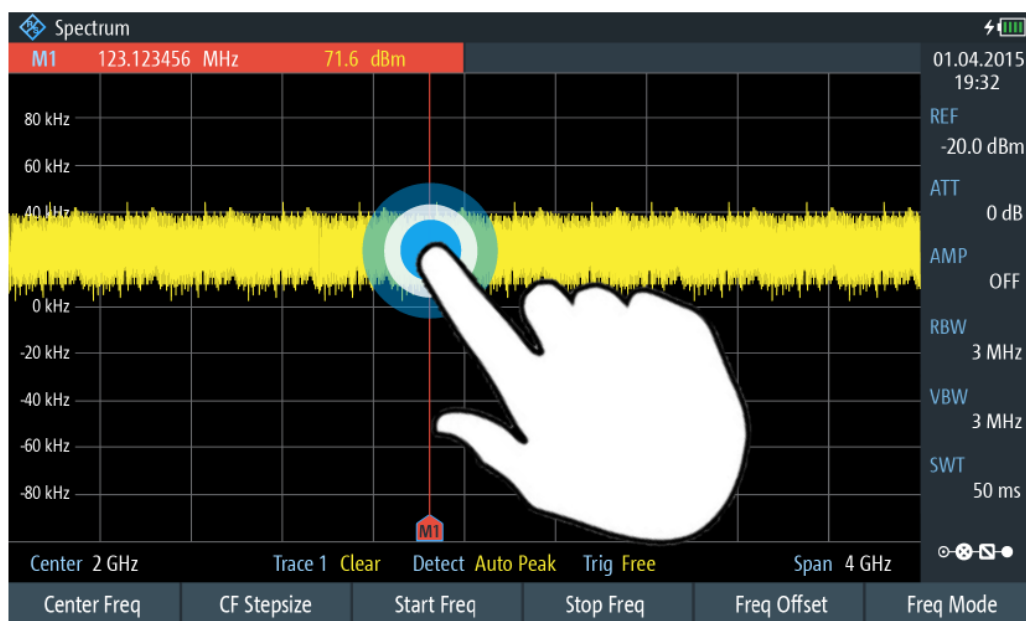 Spectrum
M1 123.123456 MHz 71.6 dBm
01.04.2015
19:32
80 kHz
60 kHz
40 kHz
0 kHz
-20 kHz
-40 kHz
-60 kHz
-80 kHz
REF
-20.0 dBm
ATT
0 dB
AMP
OFF
RBW
3 MHz
VBW
3 MHz
SWT
50 ms
M1
Center 2 GHz Trace 1 Clear Detect Auto Peak Trig Free Span 4 GHz
Center Freq CF Stepsize Start Freq Stop Freq Freq Offset Freq Mode